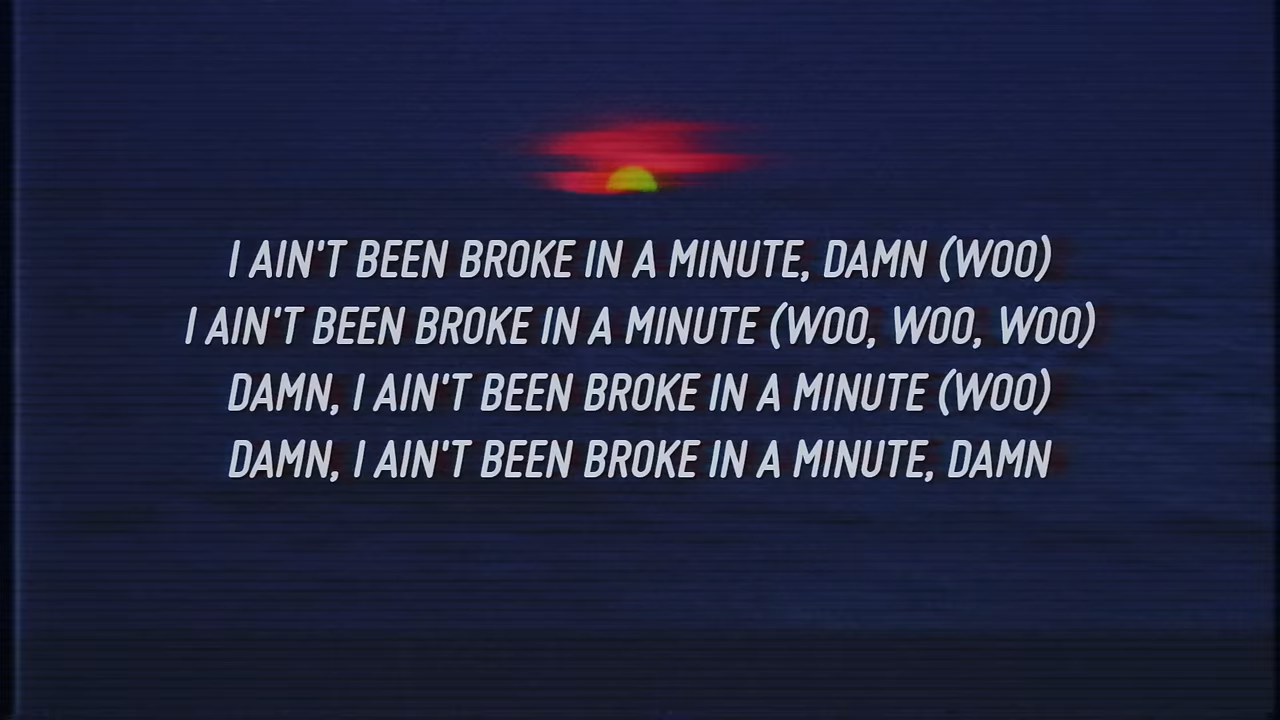 I AIN'T BEEN BROKE IN A MINUTE, DAMN (WOO)
I AIN'T BEEN BROKE IN A MINUTE (WOO, WOO, WOO)
DAMN, I AIN'T BEEN BROKE IN A MINUTE (WOO)
DAMN, I AIN'T BEEN BROKE IN A MINUTE, DAMN